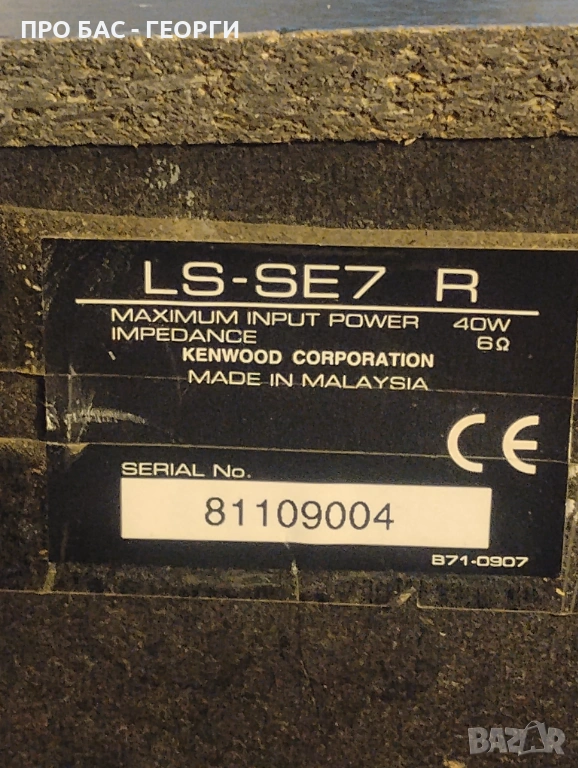 ПРО БАС - ГЕОРГИ
LS-SE7 R
MAXIMUM INPUT POWER 40W
IMPEDANCE 6Ω
KENWOOD CORPORATION
MADE IN MALAYSIA
CE
SERIAL No.
81109004
B71-0907
BAZAR